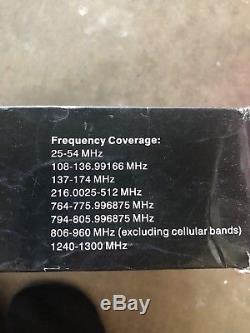 Frequency Coverage:
25-54 MHz
108-136.99166 MHz
137-174 MHz
216.0025-512 MHz
764-775.996875 MHz
794-805.996875 MHz
806-960 MHz (excluding cellular bands)
1240-1300 MHz